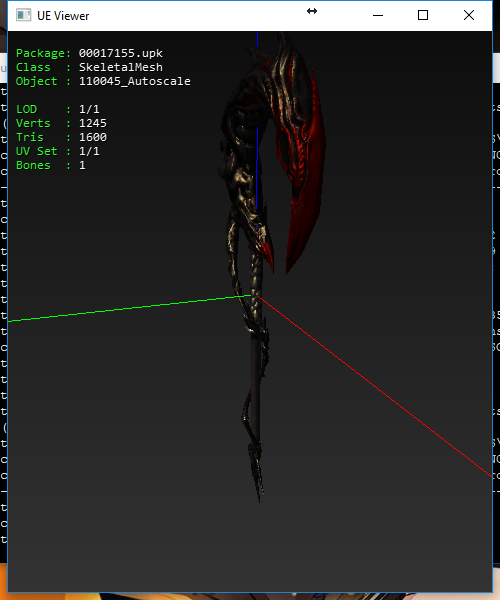 UE Viewer
Package: 00017155.upk
Class  : SkeletalMesh
Object : 110045_Autoscale
LOD    : 1/1
Verts  : 1245
Tris   : 1600
UV Set : 1/1
Bones  : 1